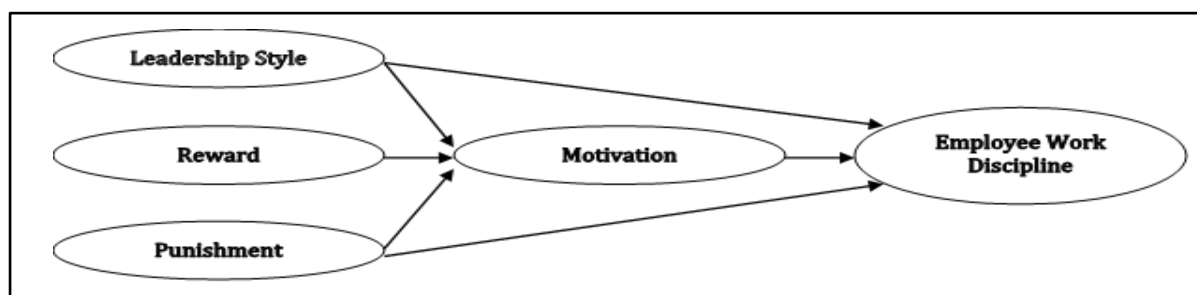 Leadership Style
Reward
Motivation
Employee Work
Discipline
Punishment